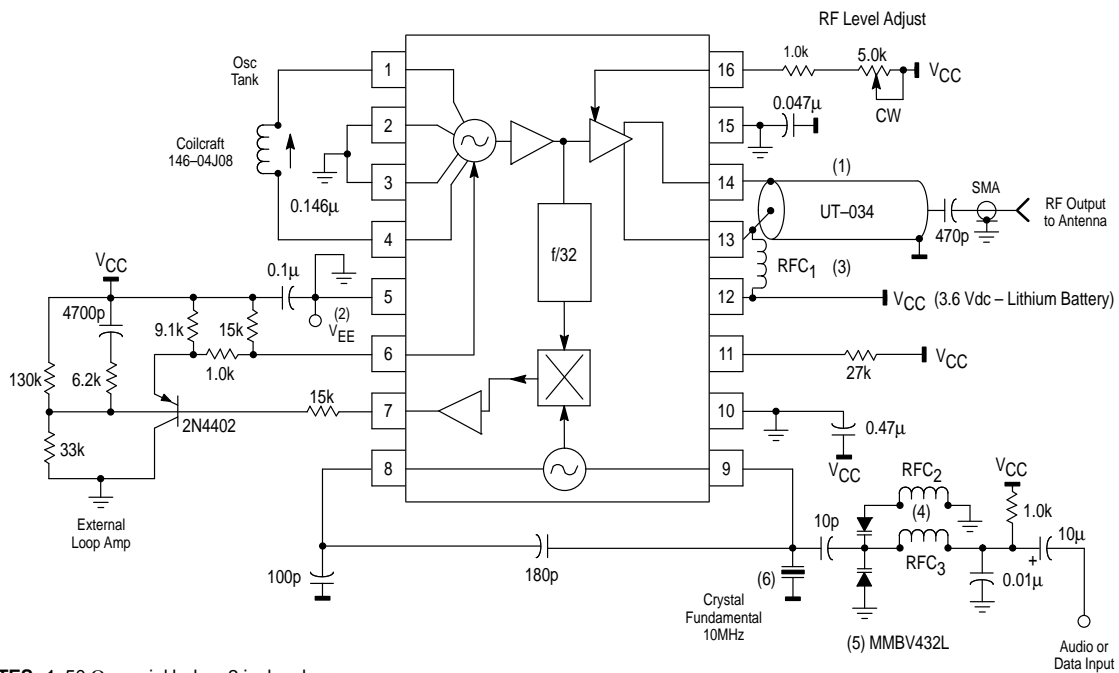 RF Level Adjust
Osc
Tank
1
16
1.0k
5.0k
VCC
CW
0.047µ
2
15
Coilcraft
146–04J08
3
14
(1)
SMA
0.146µ
UT–034
RF Output
to Antenna
4
13
470p
f/32
RFC1
(3)
VCC
0.1µ
5
12
VCC (3.6 Vdc – Lithium Battery)
4700p
(2)
VEE
9.1k
15k
6
11
VCC
1.0k
27k
130k
6.2k
15k
7
10
2N4402
0.47µ
33k
VCC
8
9
RFC2
VCC
External
Loop Amp
10p
(4)
1.0k
10µ
RFC3
+
100p
180p
(6)
0.01µ
Crystal
Fundamental
10MHz
(5) MMBV432L
Audio or
Data Input